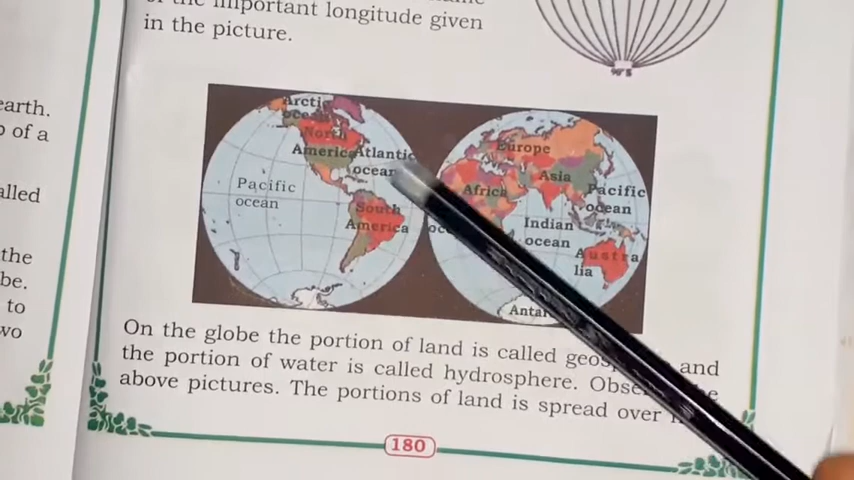 of the important longitude given
in the picture.
W°S
earth.
o of a
alled
the
be.
to
wo
Arctic
ocean
North
America
Atlantic
ocean
Pacific
ocean
South
America
Europe
Asia
Africa
Pacific
ocean
Indian
ocean
Austra
lia
Antar
On the globe the portion of land is called and
the portion of water is called hydrosphere.
above pictures. The portions of land is spread over
180